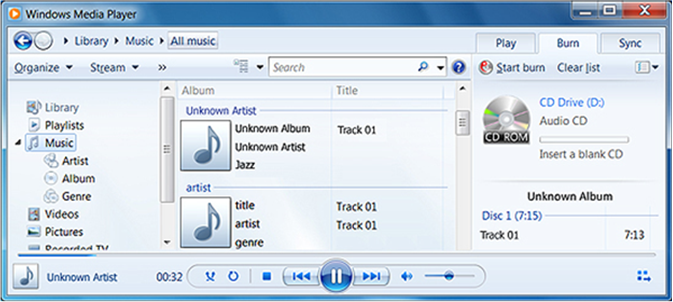 Windows Media Player
Library Music All music
Play Burn Sync
Organize Stream » Search
Start burn Clear list
Library
Playlists
Music
Artist
Album
Genre
Videos
Pictures
Recorded TV
Album Title
Unknown Artist
Unknown Album Track 01
Unknown Artist
Jazz
artist
title Track 01
artist Track 01
genre
CD ROM
CD Drive (D:)
Audio CD
Insert a blank CD
Unknown Album
Disc 1 (7:15)
Track 01 7:13
Unknown Artist 00:32